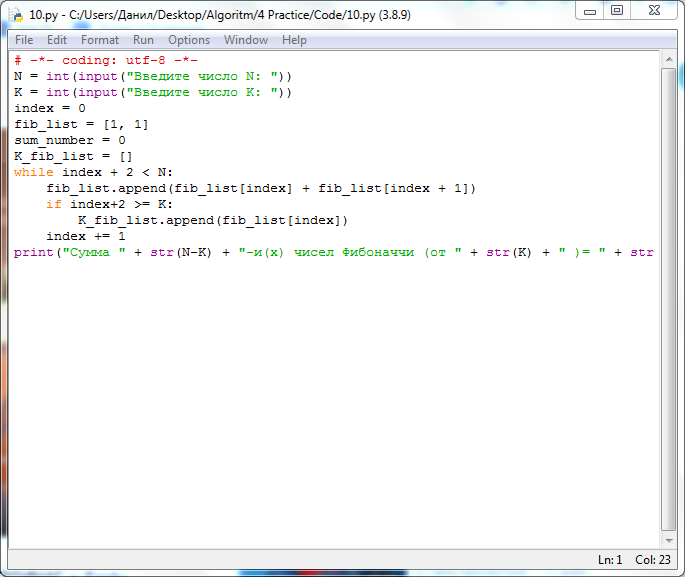 10.py - C:/Users/Данил/Desktop/Algoritm/4 Practice/Code/10.py (3.8.9)
File Edit Format Run Options Window Help
# -*- coding: utf-8 -*-
N = int(input("Введите число N: "))
K = int(input("Введите число K: "))
index = 0
fib_list = [1, 1]
sum_number = 0
K_fib_list = []
while index + 2 < N:
    fib_list.append(fib_list[index] + fib_list[index + 1])
    if index+2 >= K:
        K_fib_list.append(fib_list[index])
    index += 1
print("Сумма " + str(N-K) + "-и(х) чисел Фибоначчи (от " + str(K) + " )= " + str
Ln: 1 Col: 23